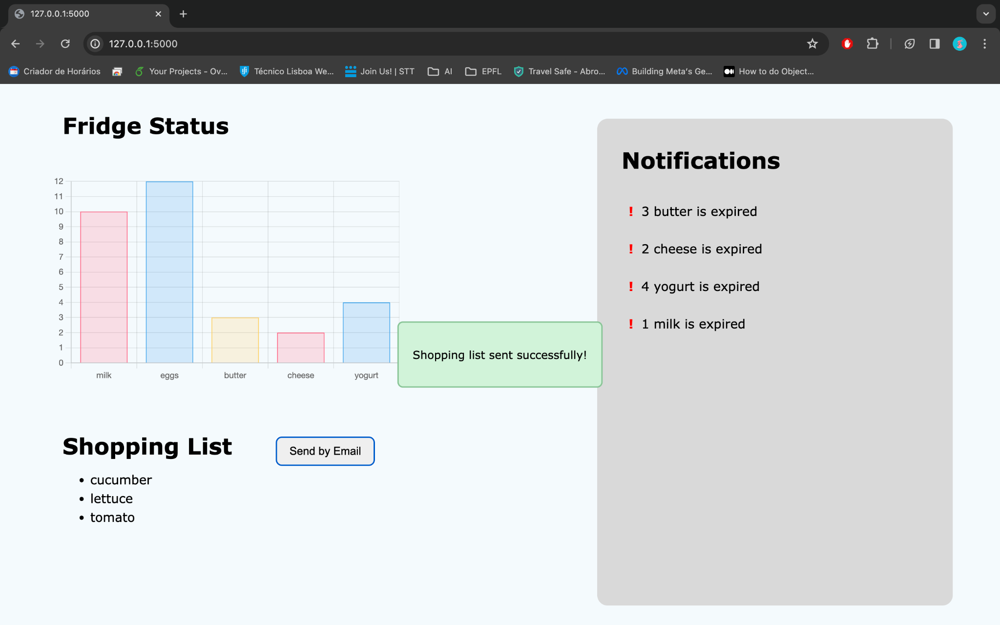 127.0.0.1:5000
127.0.0.1:5000
Criador de Horários
Your Projects - Ov...
Técnico Lisboa We...
Join Us! | STT
AI
EPFL
Travel Safe - Abro...
Building Meta's Ge...
How to do Object...
Fridge Status
12
11
10
9
8
7
6
5
4
3
2
1
0
milk
eggs
butter
cheese
yogurt
Shopping list sent successfully!
Notifications
! 3 butter is expired
! 2 cheese is expired
! 4 yogurt is expired
! 1 milk is expired
Shopping List
Send by Email
• cucumber
• lettuce
• tomato